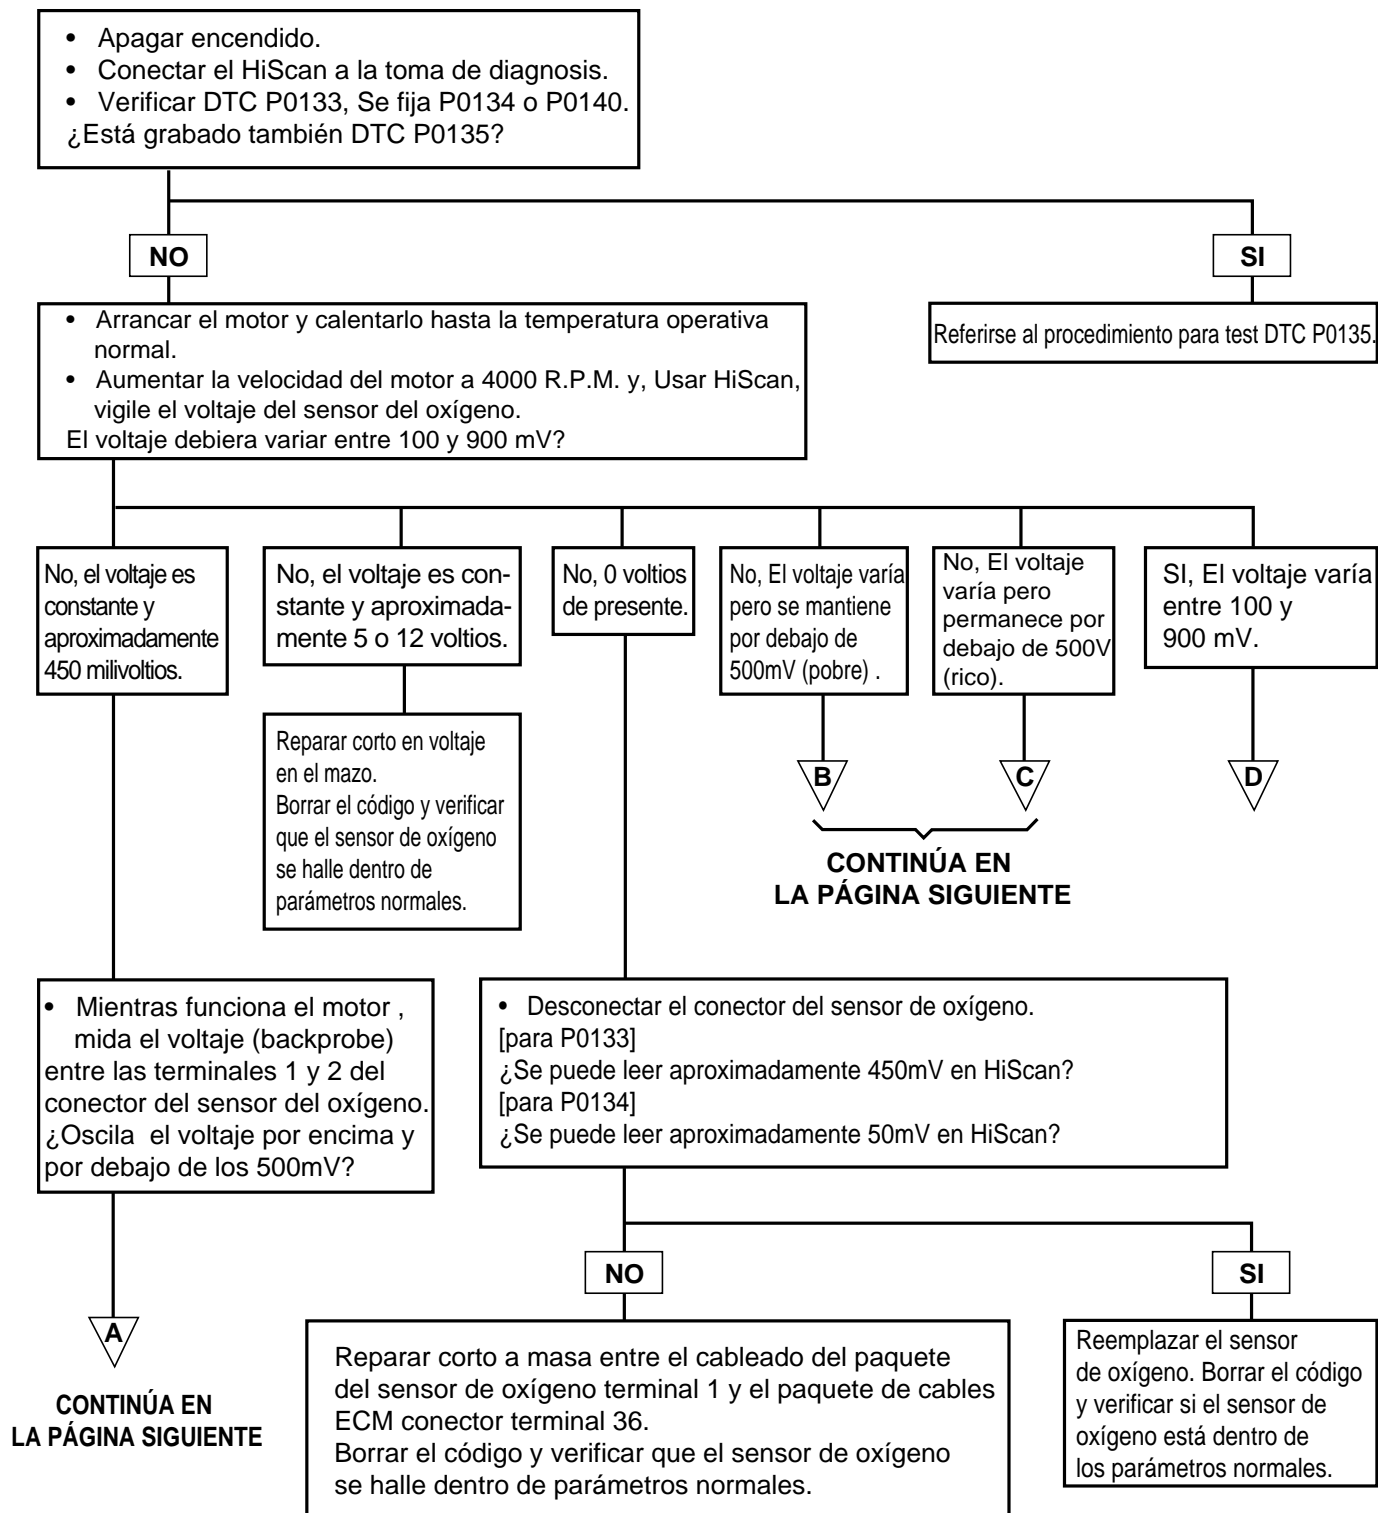 • Apagar encendido.
• Conectar el HiScan a la toma de diagnosis.
• Verificar DTC P0133, Se fija P0134 o P0140.
¿Está grabado también DTC P0135?
NO
SI
• Arrancar el motor y calentarlo hasta la temperatura operativa
normal.
• Aumentar la velocidad del motor a 4000 R.P.M. y, Usar HiScan,
vigile el voltaje del sensor del oxígeno.
El voltaje debiera variar entre 100 y 900 mV?
Referirse al procedimiento para test DTC P0135.
No, el voltaje es
constante y
aproximadamente
450 milivoltios.
No, el voltaje es con-
stante y aproximada-
mente 5 o 12 voltios.
No, 0 voltios
de presente.
No, El voltaje varía
pero se mantiene
por debajo de
500mV (pobre) .
No, El voltaje
varía pero
permanece por
debajo de 500V
(rico).
SI, El voltaje varía
entre 100 y
900 mV.
Reparar corto en voltaje
en el mazo.
Borrar el código y verificar
que el sensor de oxígeno
se halle dentro de
parámetros normales.
B
C
D
CONTINÚA EN
LA PÁGINA SIGUIENTE
• Mientras funciona el motor ,
mida el voltaje (backprobe)
entre las terminales 1 y 2 del
conector del sensor del oxígeno.
¿Oscila el voltaje por encima y
por debajo de los 500mV?
• Desconectar el conector del sensor de oxígeno.
[para P0133]
¿Se puede leer aproximadamente 450mV en HiScan?
[para P0134]
¿Se puede leer aproximadamente 50mV en HiScan?
NO
SI
A
CONTINÚA EN
LA PÁGINA SIGUIENTE
Reparar corto a masa entre el cableado del paquete
del sensor de oxígeno terminal 1 y el paquete de cables
ECM conector terminal 36.
Borrar el código y verificar que el sensor de oxígeno
se halle dentro de parámetros normales.
Reemplazar el sensor
de oxígeno. Borrar el código
y verificar si el sensor de
oxígeno está dentro de
los parámetros normales.